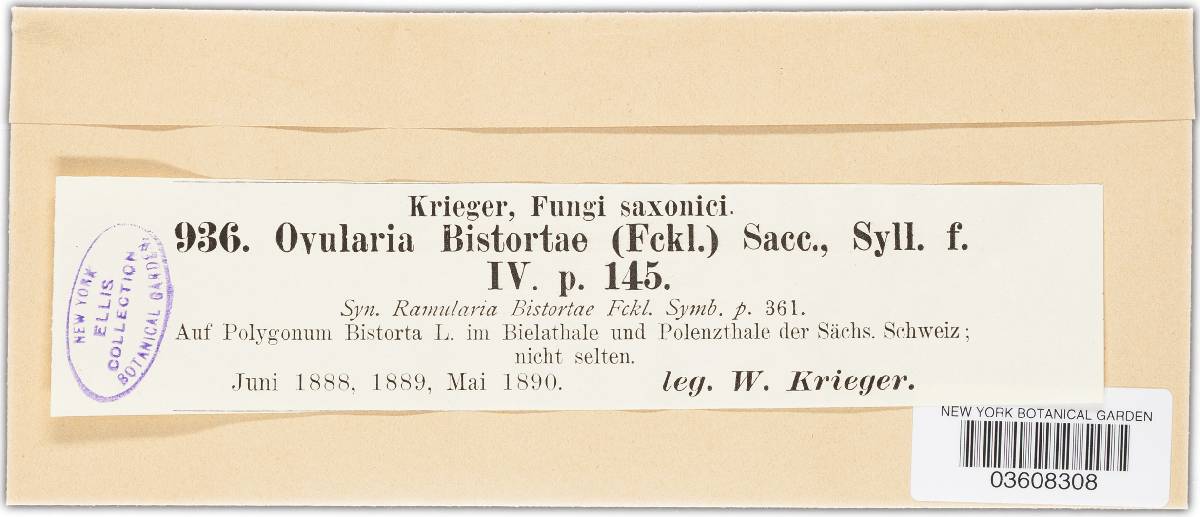 Krieger, Fungi saxonici.
936. Ovularia Bistortae (Fckl.) Sacc., Syll. f.
IV. p. 145.
Syn. Ramularia Bistortae Fckl. Symb. p. 361.
Auf Polygonum Bistorta L. im Bielathale und Polenzthale der Sächs. Schweiz;
nicht selten.
Juni 1888, 1889, Mai 1890. leg. W. Krieger.
NEW YORK
ELLIS
COLLECTION
BOTANICAL GARDEN
NEW YORK BOTANICAL GARDEN
03608308